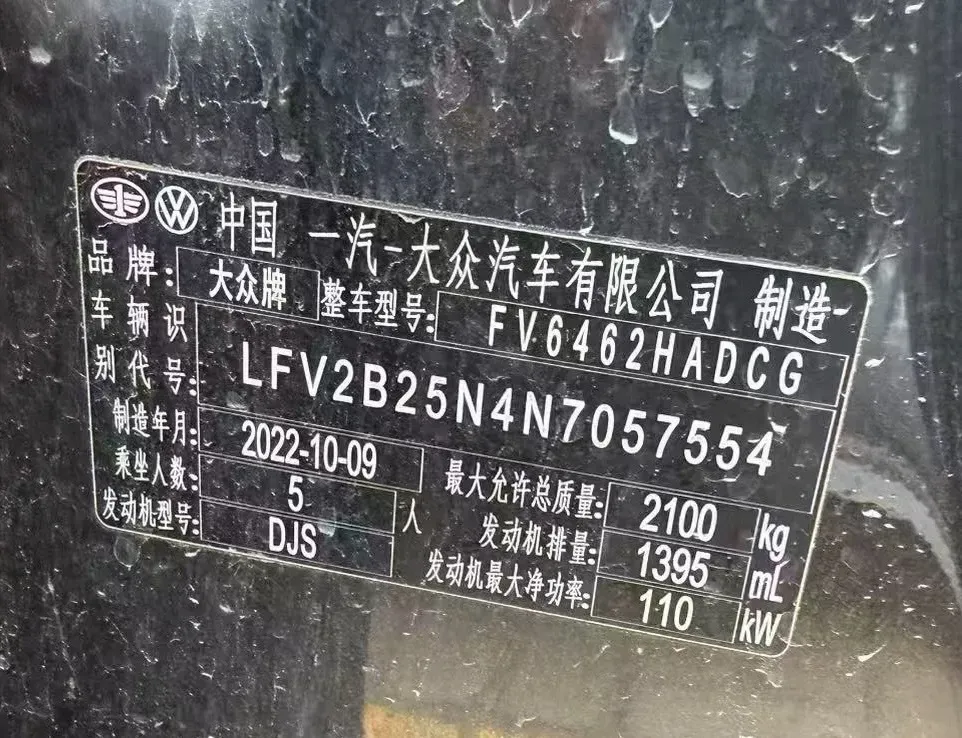 中国 一汽-大众汽车有限公司 制造
品牌: 大众牌 整车型号: FV6462HADCG
车辆识别代号: LFV2B25N4N7057554
制造年月: 2022-10-09 最大允许总质量: 2100 kg
乘坐人数: 5 人 发动机排量: 1395 mL
发动机型号: DJS 发动机最大净功率: 110 kW